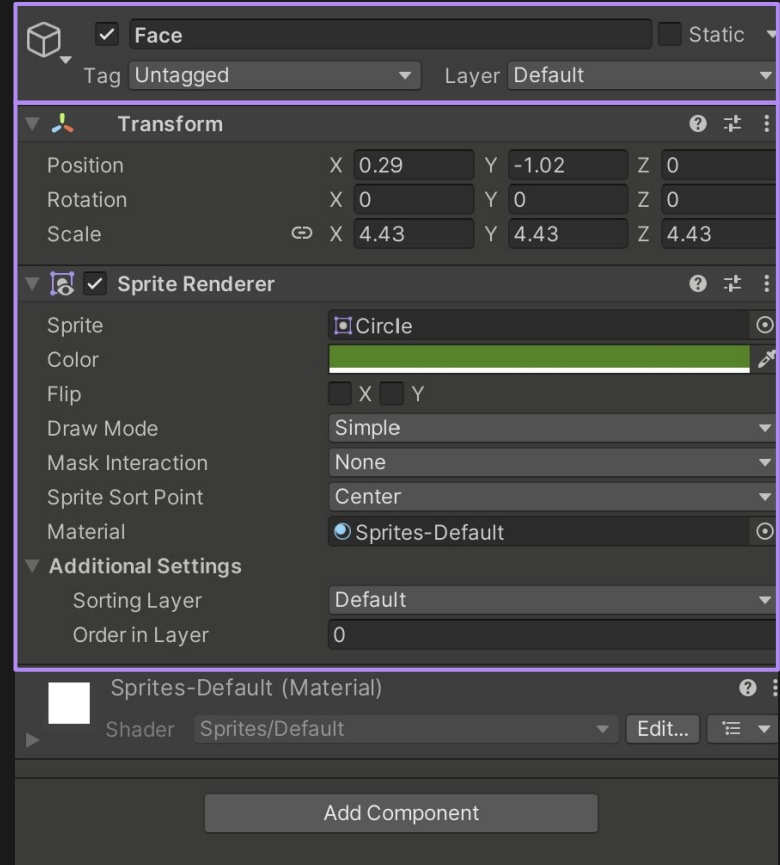 Face Static
Tag Untagged Layer Default
Transform
Position X 0.29 Y -1.02 Z 0
Rotation X 0 Y 0 Z 0
Scale X 4.43 Y 4.43 Z 4.43
Sprite Renderer
Sprite Circle
Color
Flip X Y
Draw Mode Simple
Mask Interaction None
Sprite Sort Point Center
Material Sprites-Default
Additional Settings
Sorting Layer Default
Order in Layer 0
Sprites-Default (Material)
Shader Sprites/Default Edit...
Add Component